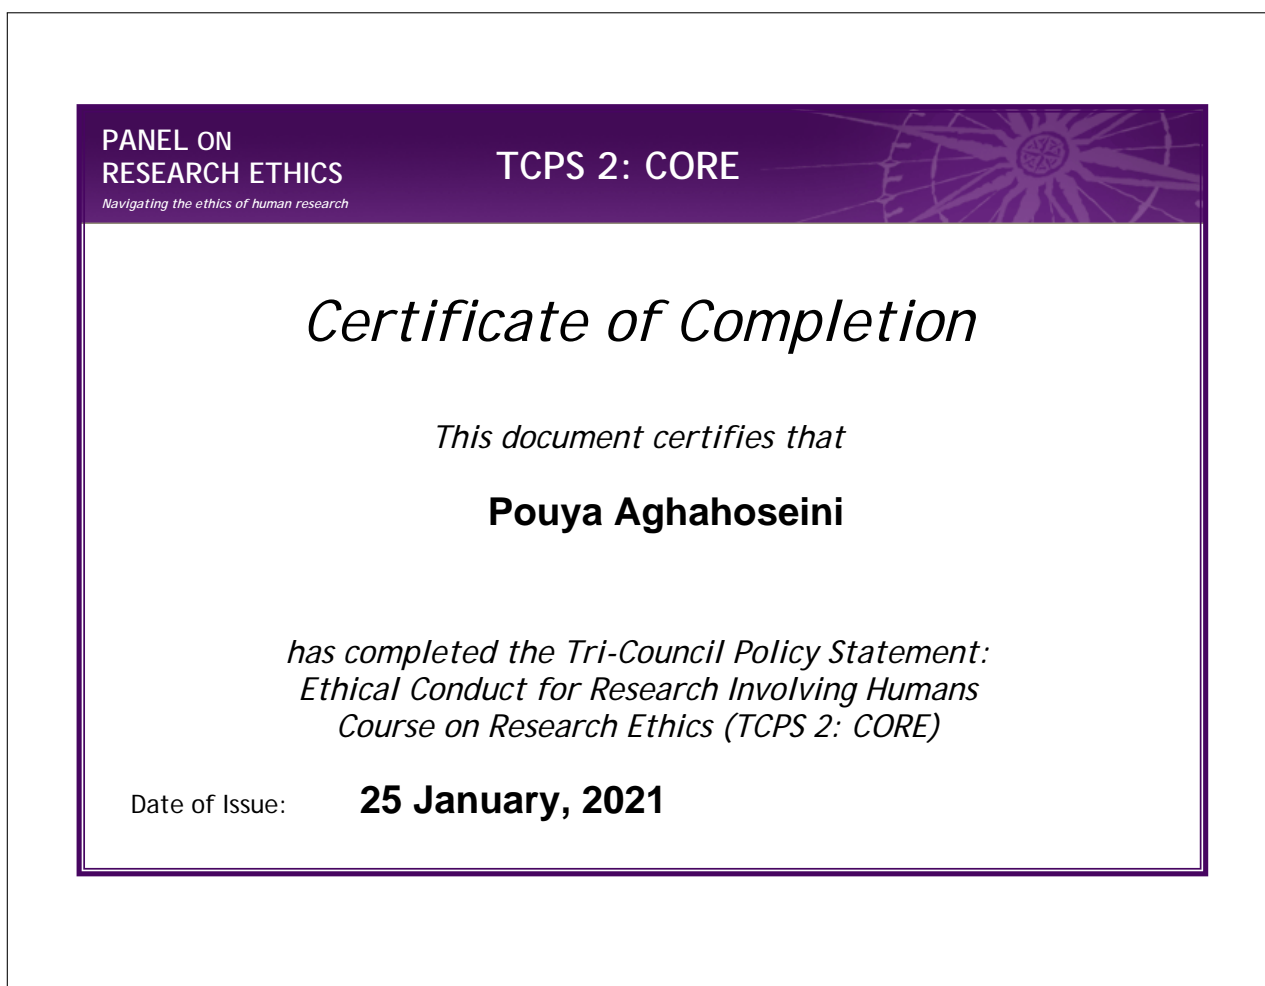 PANEL ON
RESEARCH ETHICS
Navigating the ethics of human research
TCPS 2: CORE
Certificate of Completion
This document certifies that
Pouya Aghahoseini
has completed the Tri-Council Policy Statement:
Ethical Conduct for Research Involving Humans
Course on Research Ethics (TCPS 2: CORE)
Date of Issue: 25 January, 2021